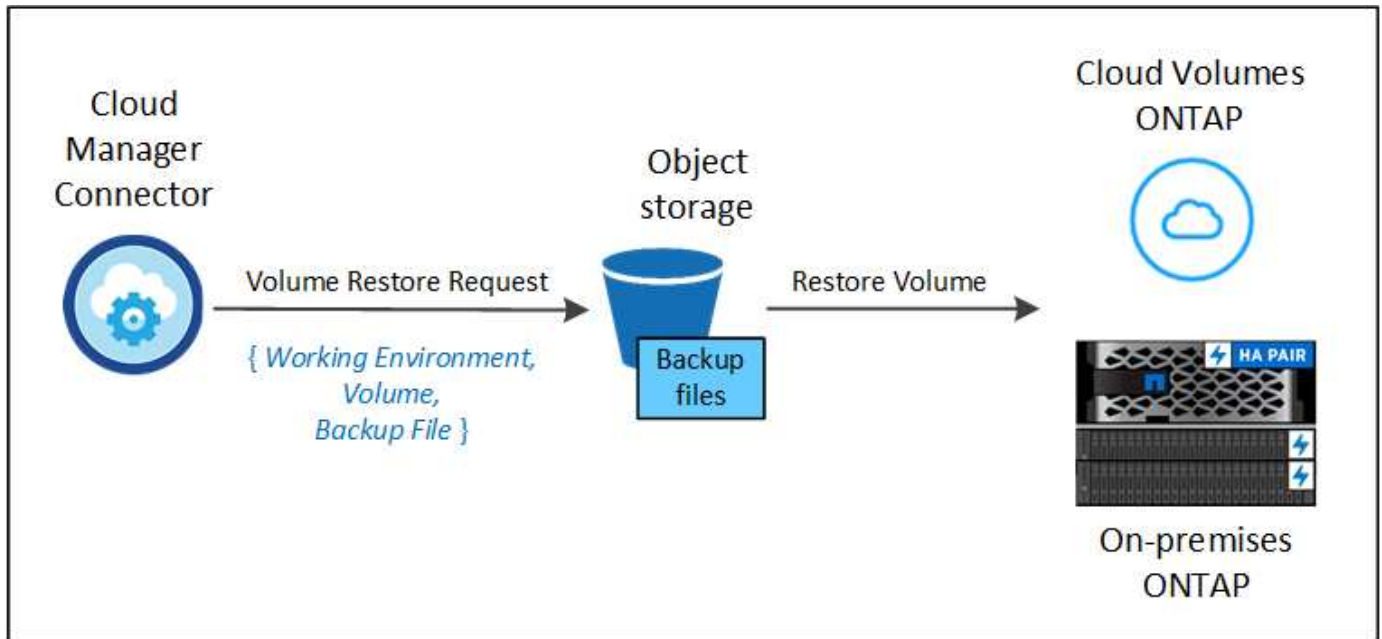 Cloud
Manager
Connector
Volume Restore Request
{ Working Environment,
Volume,
Backup File }
Object
storage
Backup
files
Restore Volume
Cloud Volumes
ONTAP
HA PAIR
On-premises
ONTAP